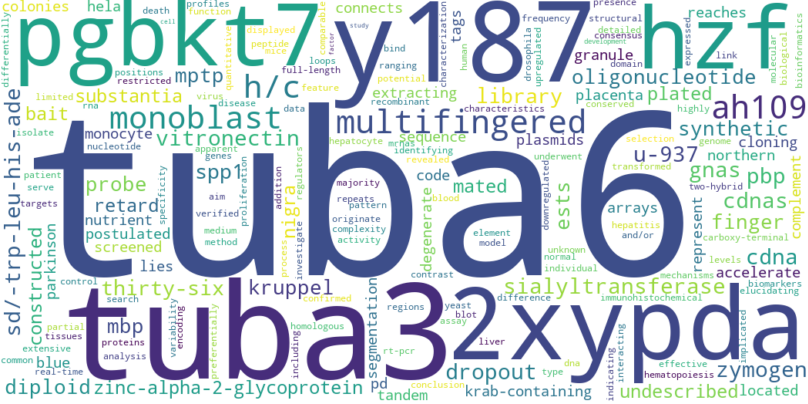 colonies hela death profiles function connects tags frequency presence structural
differentially pgbkt7 y187 hzf
cell displayed peptide mice quantitative comparable factor study bind ranging potential characterization human drosophila upregulated
detailed consensus domain reaches granule link expressed development molecular biological bioinformatics
positions restricted mptp loops full-length feature extracting oligonucleotide
limited substantia rna virus h/c disease data recombinant characteristics library placenta plated conserved highly
bait monoblast multifingered ah109
isolate monocyte vitronectin hepatocyte mrnas sequence plasmids synthetic
nucleotide apparent genes identifying revealed selection genome cloning
sd/-trp-leu-his-ade patient serve targets probe spp1 majority repeats pattern code u-937 northern
tuba6
retard aim verified specificity proliferation nigra regulators addition originate complexity activity blood degenerate mated element model downregulated ests arrays transformed two-hybrid gnas pbp complement
nutrient medium method process investigate hepatitis and/or cdnas
constructed parkinson postulated screened unknown normal individual represent finger carboxy-terminal
control lies contrast mechanisms levels cdna
thirty-six kruppel sialyltransferase accelerate
search confirmed immunohistochemical biomarkers elucidating
tuba3 2xypda
partial tissues mbp variability encoding preferentially segmentation regions yeast blot difference assay
proteins including homologous implicated
extensive analysis rt-pcr liver indicating interacting zymogen
common real-time blue dropout dna effective hematopoiesis
diploid zinc-alpha-2-glycoprotein pd conclusion type undescribed located
tandem krab-containing